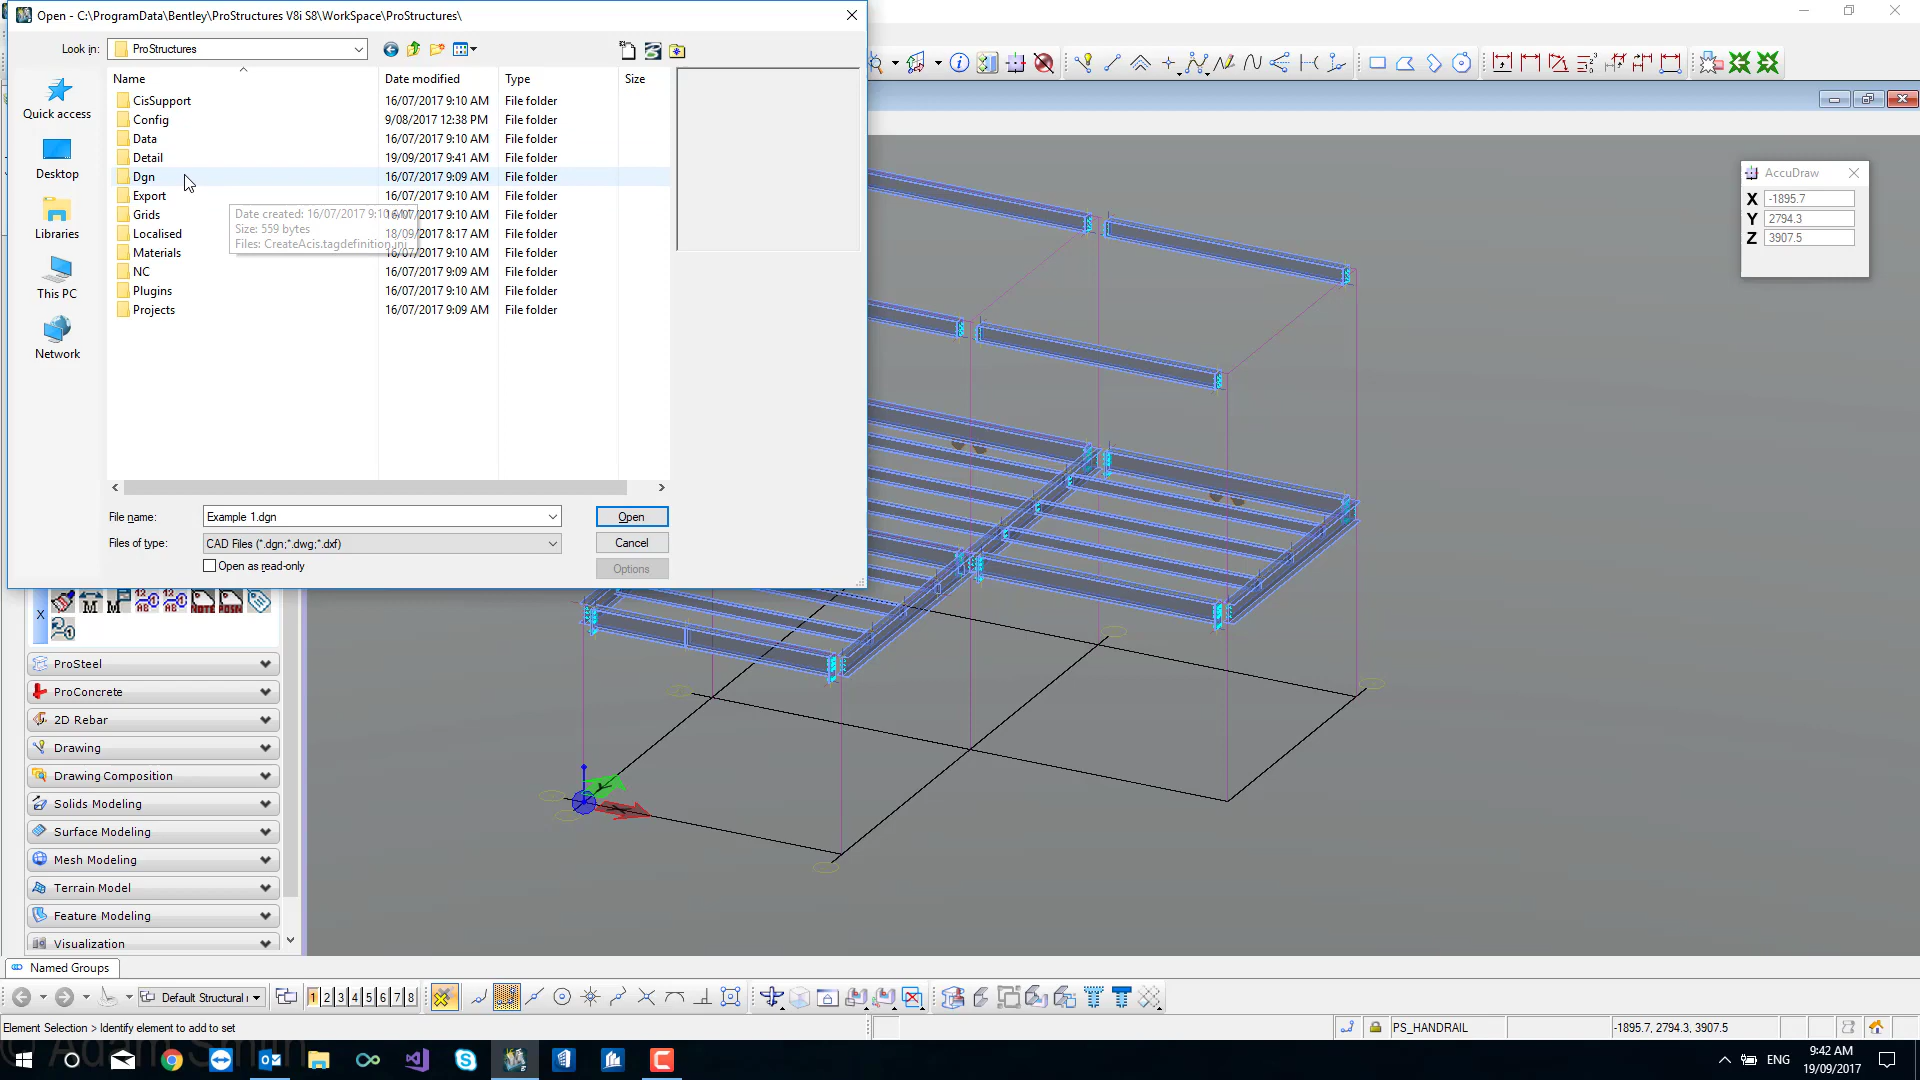 Open - C:\ProgramData\Bentley\ProStructures V8i S8\WorkSpace\ProStructures\
Look in: ProStructures
Name Date modified Type Size
CisSupport 16/07/2017 9:10 AM File folder
Config 9/08/2017 12:38 PM File folder
Data 16/07/2017 9:10 AM File folder
Detail 19/09/2017 9:41 AM File folder
Dgn 16/07/2017 9:09 AM File folder
Export 16/07/2017 9:10 AM File folder
Grids 16/07/2017 9:10 AM File folder
Localised 18/09/2017 8:17 AM File folder
Materials 16/07/2017 9:10 AM File folder
NC 16/07/2017 9:09 AM File folder
Plugins 16/07/2017 9:10 AM File folder
Projects 16/07/2017 9:09 AM File folder
Date created: 16/07/2017 9:10
Size: 559 bytes
Files: CreateAcis.tagdefinition.ini
Quick access
Desktop
Libraries
This PC
Network
File name: Example 1.dgn Open
Files of type: CAD Files (*.dgn;*.dwg;*.dxf) Cancel
Open as read-only Options
AccuDraw
X -1895.7
Y 2794.3
Z 3907.5
X
ProSteel
ProConcrete
2D Rebar
Drawing
Drawing Composition
Solids Modeling
Surface Modeling
Mesh Modeling
Terrain Model
Feature Modeling
Visualization
Named Groups
Default Structural 1 2 3 4 5 6 7 8
Element Selection > Identify element to add to set PS_HANDRAIL -1895.7, 2794.3, 3907.5
© Adam Smith
ENG
9:42 AM
19/09/2017